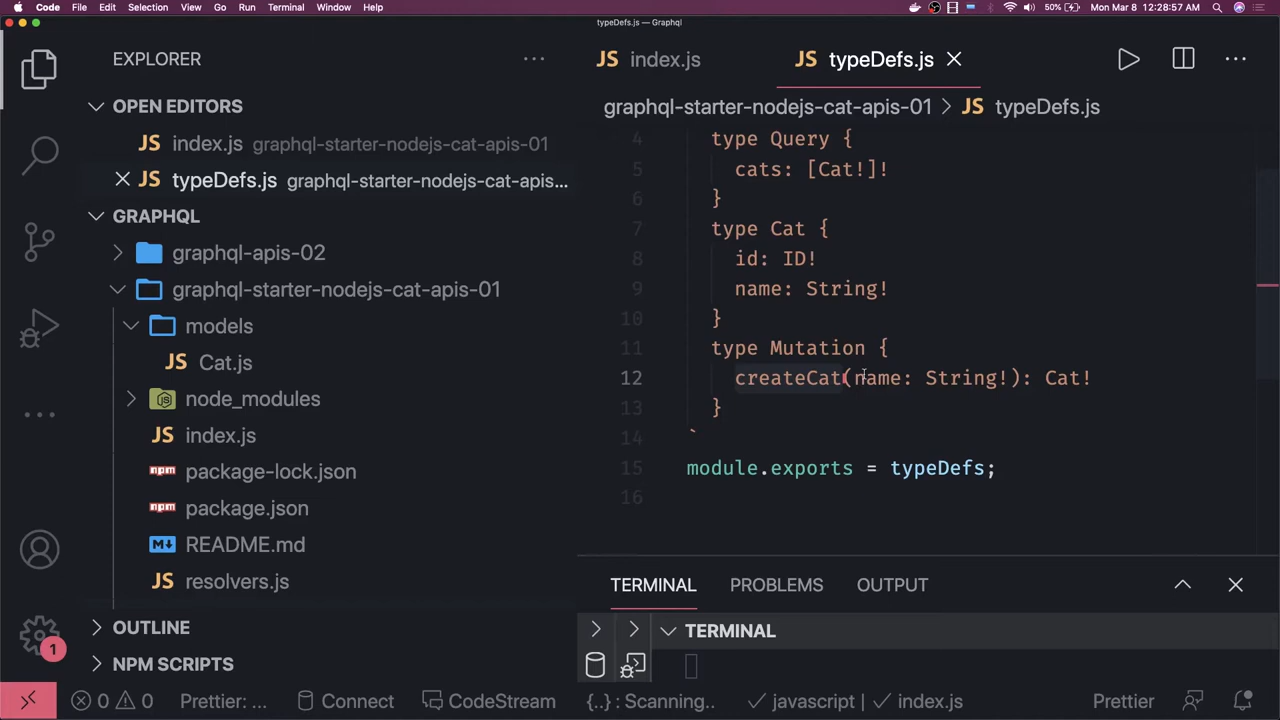 Code File Edit Selection View Go Run Terminal Window Help 50% Mon Mar 8 12:28:57 AM
typeDefs.js — Graphql
EXPLORER ...
JS index.js
JS typeDefs.js
OPEN EDITORS
graphql-starter-nodejs-cat-apis-01 > JS typeDefs.js
JS index.js graphql-starter-nodejs-cat-apis-01
JS typeDefs.js graphql-starter-nodejs-cat-apis...
GRAPHQL
graphql-apis-02
graphql-starter-nodejs-cat-apis-01
models
JS Cat.js
node_modules
JS index.js
npm package-lock.json
npm package.json
README.md
JS resolvers.js
OUTLINE
NPM SCRIPTS
4 type Query {
5 cats: [Cat!]!
6 }
7 type Cat {
8 id: ID!
9 name: String!
10 }
11 type Mutation {
12 createCat(name: String!): Cat!
13 }
14 `
15 module.exports = typeDefs;
16
TERMINAL PROBLEMS OUTPUT
TERMINAL
1
0 0 Prettier: ... Connect CodeStream {..} : Scanning... javascript | index.js Prettier